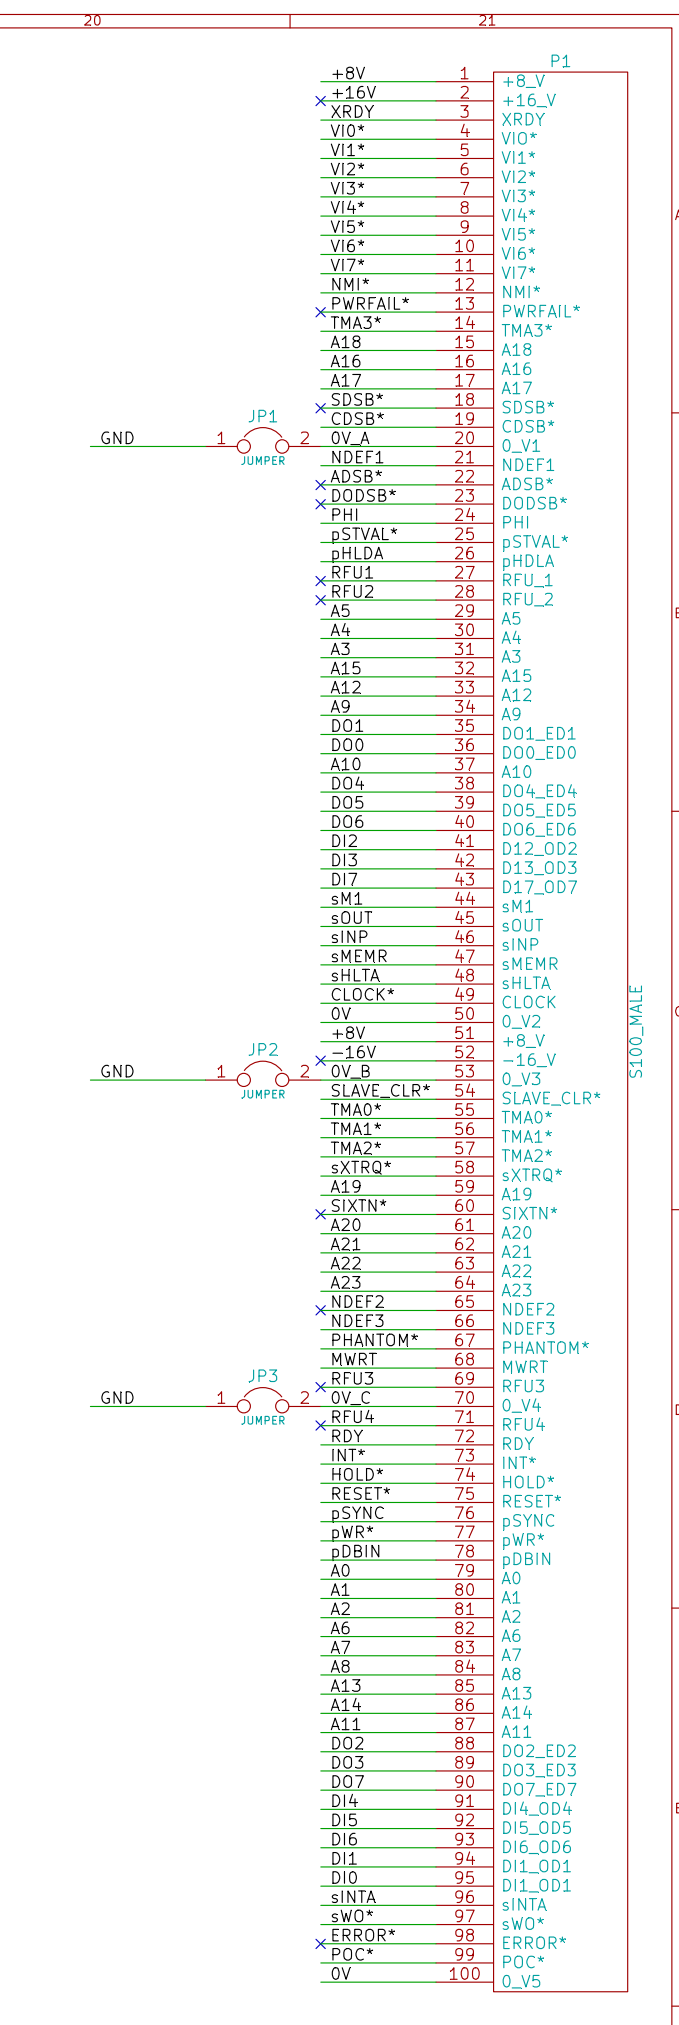 20 21
P1
+8V 1 +8_V
+16V 2 +16_V
XRDY 3 XRDY
VI0* 4 VIO*
VI1* 5 VI1*
VI2* 6 VI2*
VI3* 7 VI3*
VI4* 8 VI4*
VI5* 9 VI5*
VI6* 10 VI6*
VI7* 11 VI7*
NMI* 12 NMI*
PWRFAIL* 13 PWRFAIL*
TMA3* 14 TMA3*
A18 15 A18
A16 16 A16
A17 17 A17
SDSB* 18 SDSB*
CDSB* 19 CDSB*
JP1
GND 1 2 0V_A 20 0_V1
JUMPER
NDEF1 21 NDEF1
ADSB* 22 ADSB*
DODSB* 23 DODSB*
PHI 24 PHI
pSTVAL* 25 pSTVAL*
pHLDA 26 pHDLA
RFU1 27 RFU_1
RFU2 28 RFU_2
A5 29 A5
A4 30 A4
A3 31 A3
A15 32 A15
A12 33 A12
A9 34 A9
DO1 35 DO1_ED1
DO0 36 DO0_ED0
A10 37 A10
DO4 38 DO4_ED4
DO5 39 DO5_ED5
DO6 40 DO6_ED6
DI2 41 D12_OD2
DI3 42 D13_OD3
DI7 43 D17_OD7
sM1 44 sM1
sOUT 45 sOUT
sINP 46 sINP
sMEMR 47 sMEMR
sHLTA 48 sHLTA
CLOCK* 49 CLOCK
0V 50 0_V2
+8V 51 +8_V
-16V 52 -16_V
S100_MALE
JP2
GND 1 2 0V_B 53 0_V3
JUMPER
SLAVE_CLR* 54 SLAVE_CLR*
TMA0* 55 TMA0*
TMA1* 56 TMA1*
TMA2* 57 TMA2*
sXTRQ* 58 sXTRQ*
A19 59 A19
SIXTN* 60 SIXTN*
A20 61 A20
A21 62 A21
A22 63 A22
A23 64 A23
NDEF2 65 NDEF2
NDEF3 66 NDEF3
PHANTOM* 67 PHANTOM*
MWRT 68 MWRT
RFU3 69 RFU3
JP3
GND 1 2 0V_C 70 0_V4
JUMPER
RFU4 71 RFU4
RDY 72 RDY
INT* 73 INT*
HOLD* 74 HOLD*
RESET* 75 RESET*
pSYNC 76 pSYNC
pWR* 77 pWR*
pDBIN 78 pDBIN
A0 79 A0
A1 80 A1
A2 81 A2
A6 82 A6
A7 83 A7
A8 84 A8
A13 85 A13
A14 86 A14
A11 87 A11
DO2 88 DO2_ED2
DO3 89 DO3_ED3
DO7 90 DO7_ED7
DI4 91 DI4_OD4
DI5 92 DI5_OD5
DI6 93 DI6_OD6
DI1 94 DI1_OD1
DI0 95 DI1_OD1
sINTA 96 sINTA
sWO* 97 sWO*
ERROR* 98 ERROR*
POC* 99 POC*
0V 100 0_V5